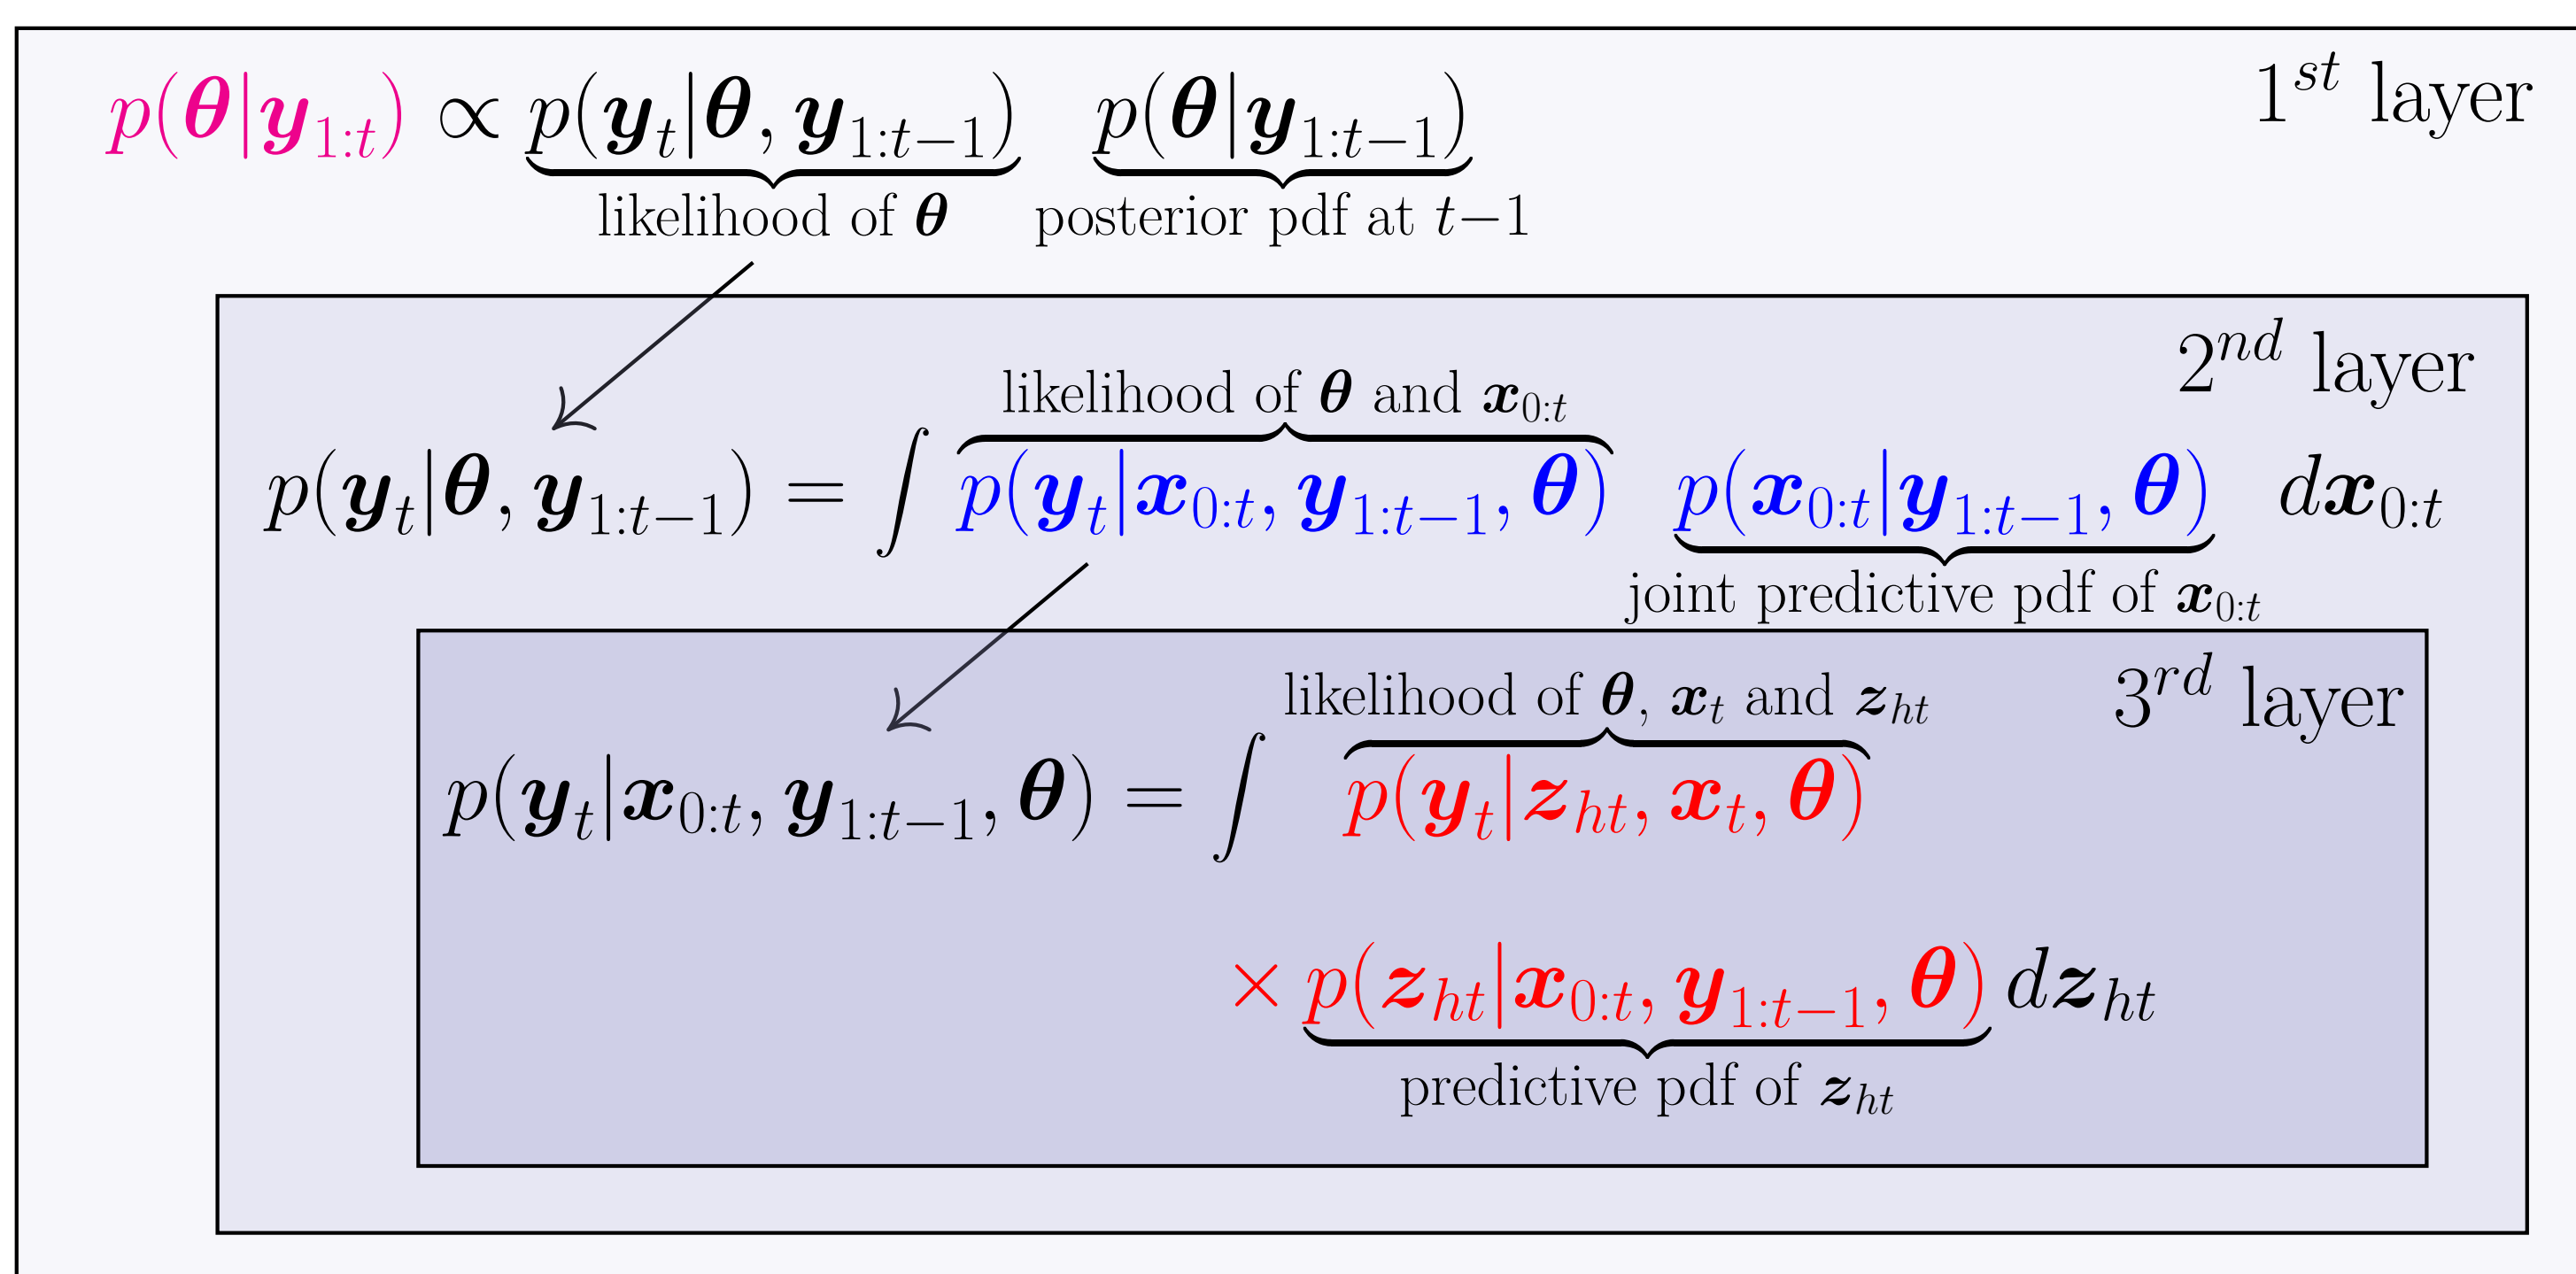 p(θ|y_{1:t}) ∝ p(y_t|θ, y_{1:t−1}) p(θ|y_{1:t−1}) 1^{st} layer
likelihood of θ posterior pdf at t−1
2^{nd} layer
likelihood of θ and x_{0:t}
p(y_t|θ, y_{1:t−1}) = ∫ p(y_t|x_{0:t}, y_{1:t−1}, θ) p(x_{0:t}|y_{1:t−1}, θ) dx_{0:t}
joint predictive pdf of x_{0:t}
3^{rd} layer
likelihood of θ, x_t and z_{ht}
p(y_t|x_{0:t}, y_{1:t−1}, θ) = ∫ p(y_t|z_{ht}, x_t, θ)
× p(z_{ht}|x_{0:t}, y_{1:t−1}, θ) dz_{ht}
predictive pdf of z_{ht}